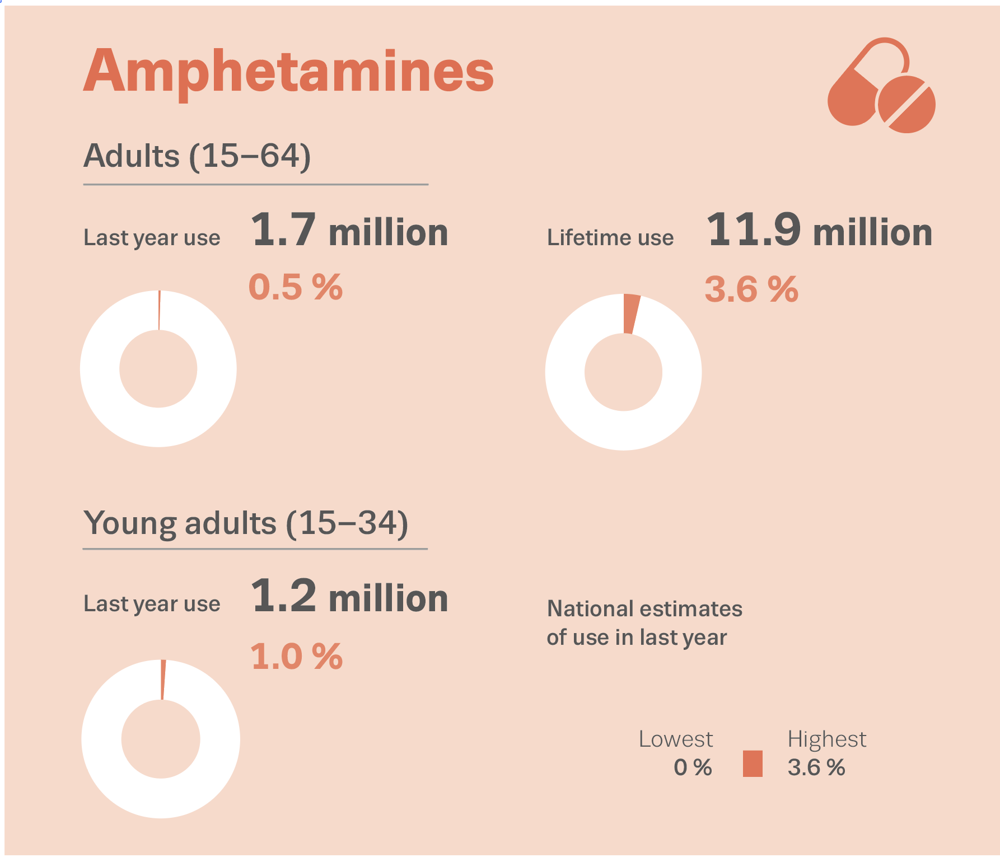 Amphetamines
Adults (15–64)
Last year use 1.7 million
0.5 %
Lifetime use 11.9 million
3.6 %
Young adults (15–34)
Last year use 1.2 million
1.0 %
National estimates
of use in last year
Lowest
0 %
Highest
3.6 %